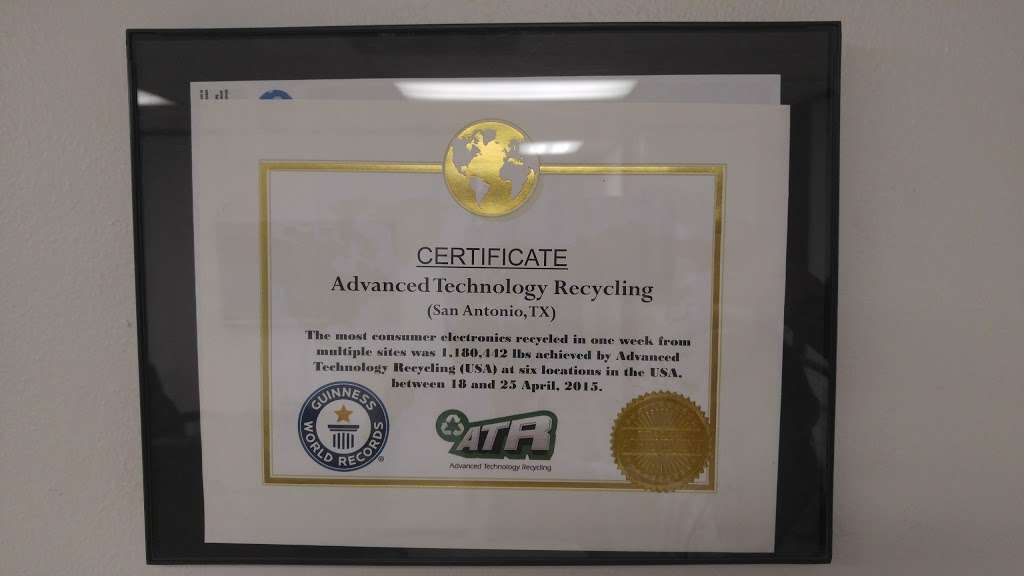 CERTIFICATE
Advanced Technology Recycling
(San Antonio, TX)
The most consumer electronics recycled in one week from
multiple sites was 1,180,442 lbs achieved by Advanced
Technology Recycling (USA) at six locations in the USA,
between 18 and 25 April, 2015.
GUINNESS
WORLD RECORDS
®
ATR
Advanced Technology Recycling